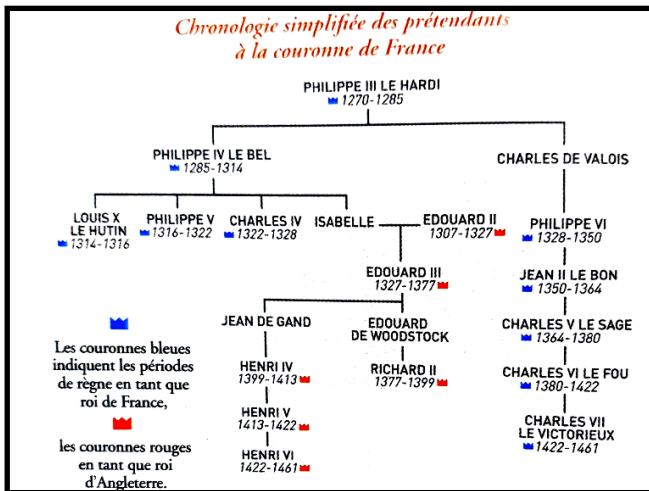 Chronologie simplifiée des prétendants
à la couronne de France
PHILIPPE III LE HARDI
1270-1285
PHILIPPE IV LE BEL
1285-1314
CHARLES DE VALOIS
LOUIS X
LE HUTIN
1314-1316
PHILIPPE V
1316-1322
CHARLES IV
1322-1328
ISABELLE
EDOUARD II
1307-1327
PHILIPPE VI
1328-1350
EDOUARD III
1327-1377
JEAN II LE BON
1350-1364
JEAN DE GAND
EDOUARD
DE WOODSTOCK
CHARLES V LE SAGE
1364-1380
HENRI IV
1399-1413
RICHARD II
1377-1399
CHARLES VI LE FOU
1380-1422
HENRI V
1413-1422
CHARLES VII
LE VICTORIEUX
1422-1461
HENRI VI
1422-1461
Les couronnes bleues
indiquent les périodes
de règne en tant que
roi de France,
les couronnes rouges
en tant que roi
d'Angleterre.